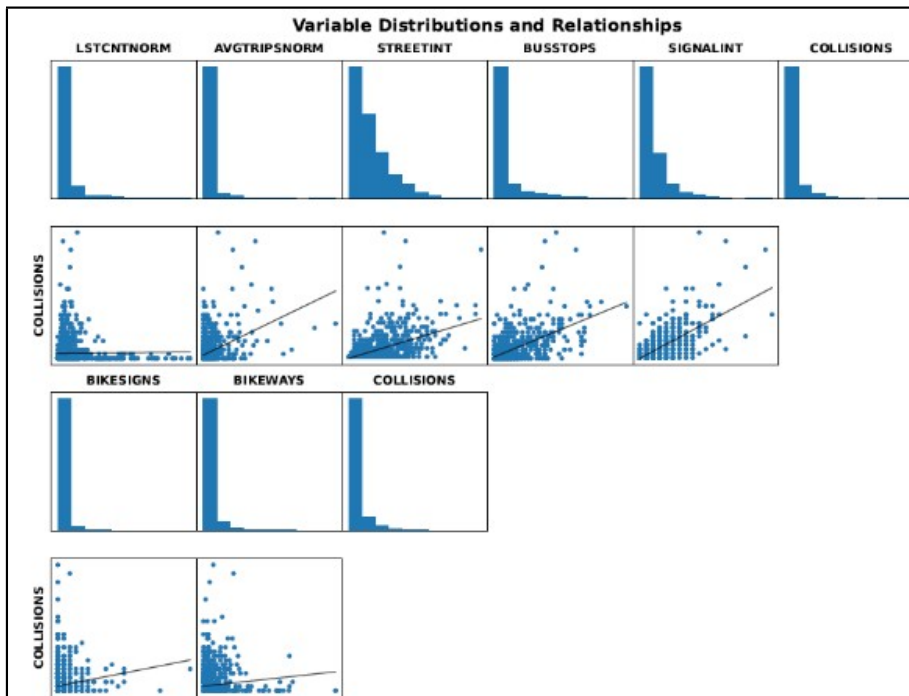 Variable Distributions and Relationships
LSTCNTNORM AVGTRIPSNORM STREETINT BUSSTOPS SIGNALINT COLLISIONS
COLLISIONS
BIKESIGNS BIKEWAYS COLLISIONS
COLLISIONS